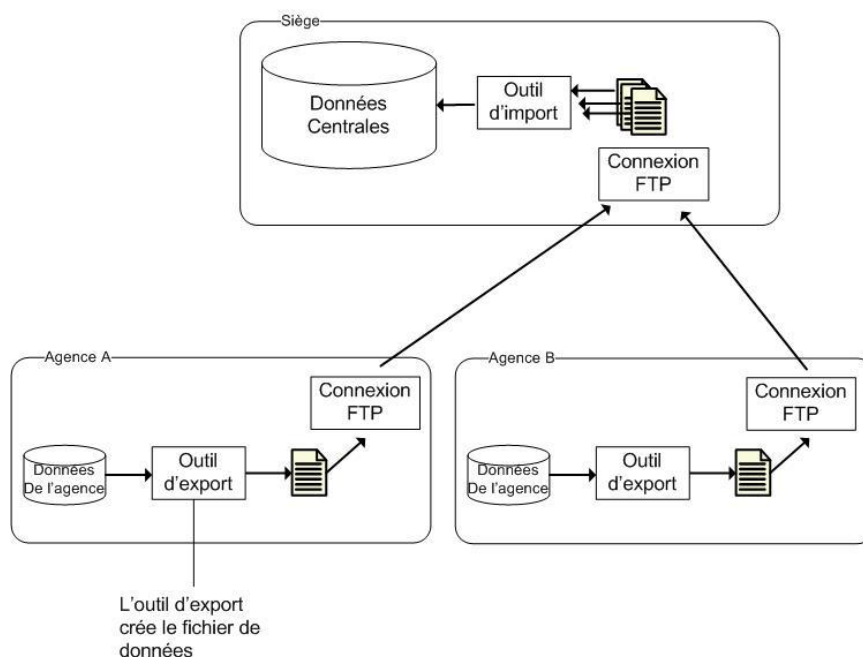 Siège
Données
Centrales
Outil
d'import
Connexion
FTP
Agence A
Connexion
FTP
Données
De l'agence
Outil
d'export
Agence B
Connexion
FTP
Données
De l'agence
Outil
d'export
L'outil d'export
crée le fichier de
données